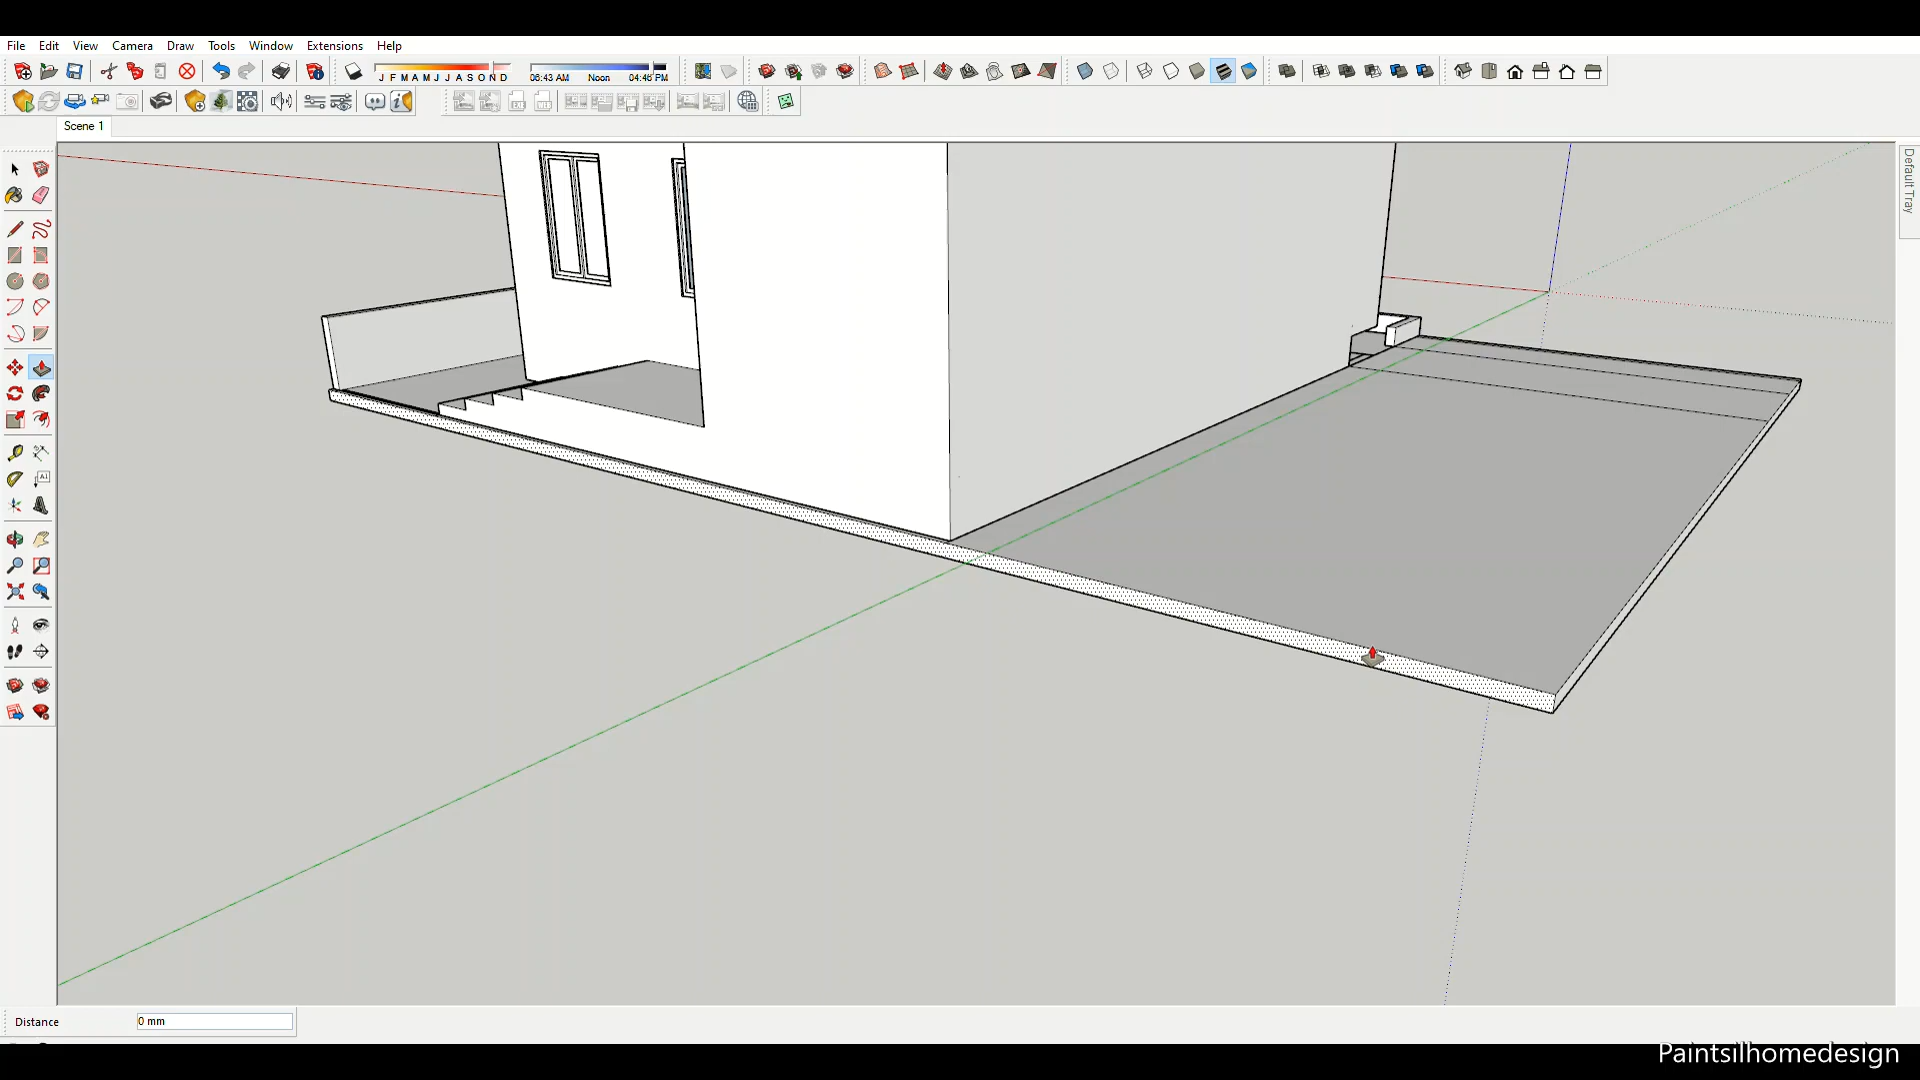 File Edit View Camera Draw Tools Window Extensions Help
J F M A M J J A S O N D
06:43 AM Noon 04:46 PM
Scene 1
Default Tray
Distance 0 mm
Paintsilhomedesign